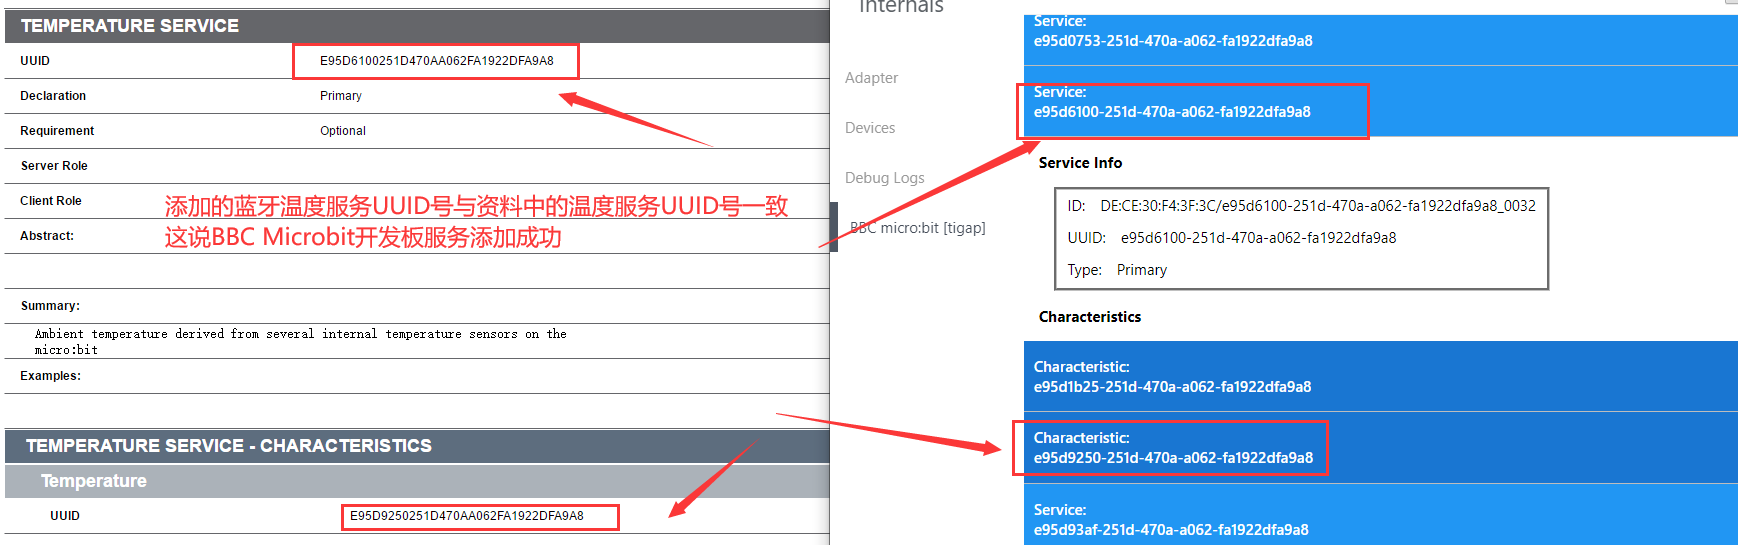 TEMPERATURE SERVICE
UUID E95D6100251D470AA062FA1922DFA9A8
Declaration Primary
Requirement Optional
Server Role
Client Role
Abstract:
添加的蓝牙温度服务UUID号与资料中的温度服务UUID号一致
这说BBC Microbit开发板服务添加成功
Summary:
Ambient temperature derived from several internal temperature sensors on the
micro:bit
Examples:
TEMPERATURE SERVICE - CHARACTERISTICS
Temperature
UUID E95D9250251D470AA062FA1922DFA9A8
Internals
Adapter
Devices
Debug Logs
BBC micro:bit [tigap]
Service:
e95d0753-251d-470a-a062-fa1922dfa9a8
Service:
e95d6100-251d-470a-a062-fa1922dfa9a8
Service Info
ID: DE:CE:30:F4:3F:3C/e95d6100-251d-470a-a062-fa1922dfa9a8_0032
UUID: e95d6100-251d-470a-a062-fa1922dfa9a8
Type: Primary
Characteristics
Characteristic:
e95d1b25-251d-470a-a062-fa1922dfa9a8
Characteristic:
e95d9250-251d-470a-a062-fa1922dfa9a8
Service:
e95d93af-251d-470a-a062-fa1922dfa9a8